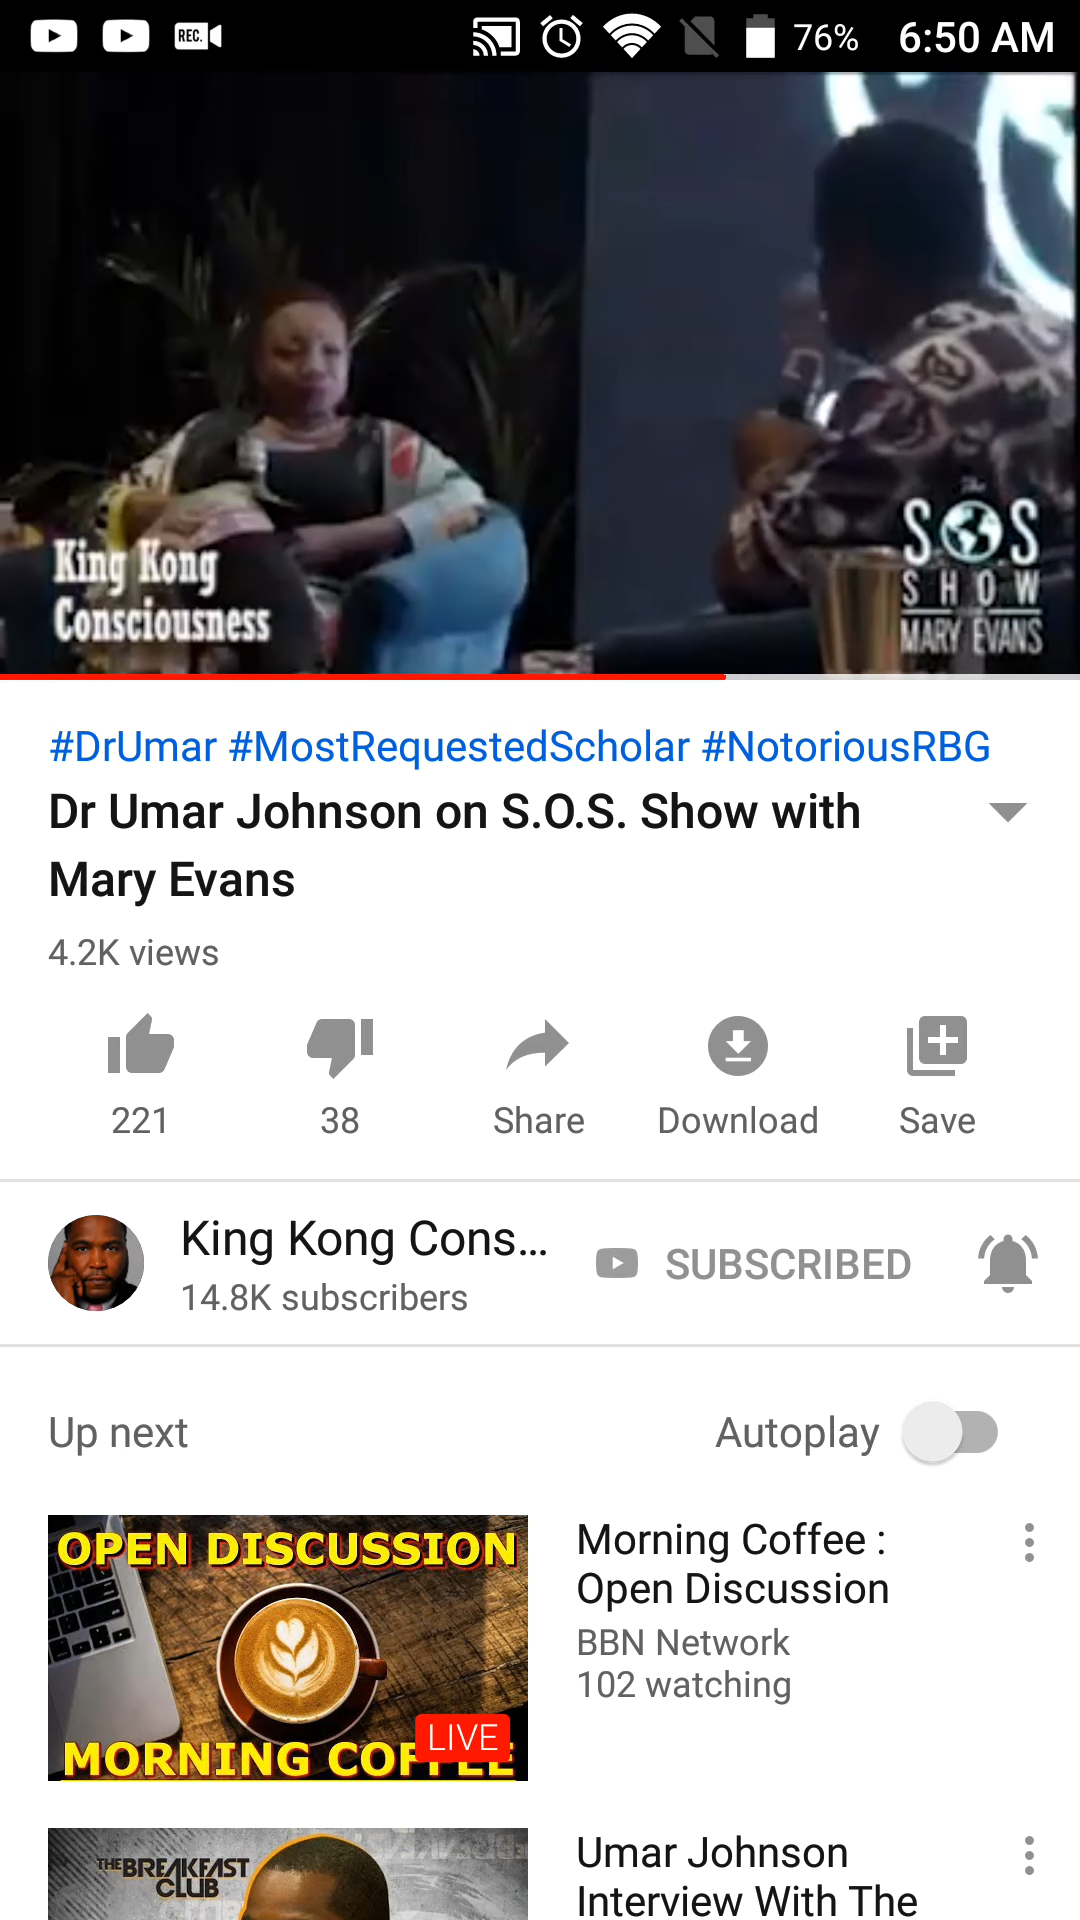 REC.
76%
6:50 AM
King Kong
Consciousness
The
S.O.S
SHOW
MARY EVANS
#DrUmar #MostRequestedScholar #NotoriousRBG
Dr Umar Johnson on S.O.S. Show with
Mary Evans
4.2K views
221
38
Share
Download
Save
King Kong Cons...
14.8K subscribers
SUBSCRIBED
Up next
Autoplay
OPEN DISCUSSION
LIVE
MORNING COFFEE
Morning Coffee :
Open Discussion
BBN Network
102 watching
THE BREAKFAST
CLUB
Umar Johnson
Interview With The